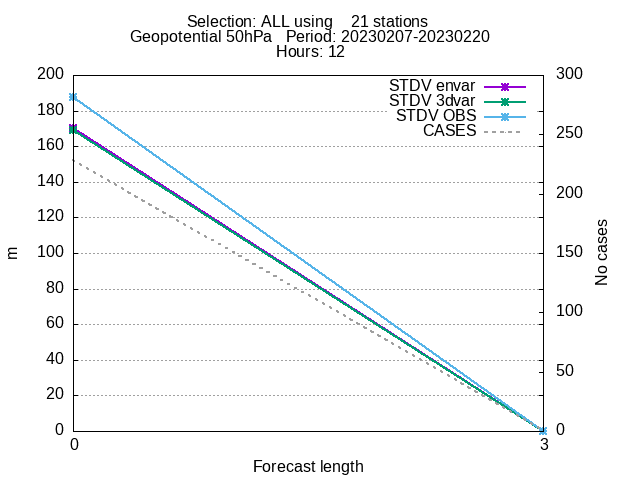 Selection: ALL using    21 stations
Geopotential 50hPa   Period: 20230207-20230220
Hours: 12
STDV envar
STDV 3dvar
STDV OBS
CASES
200
180
160
140
120
100
80
60
40
20
0
300
250
200
150
100
50
0
m
No cases
0
3
Forecast length